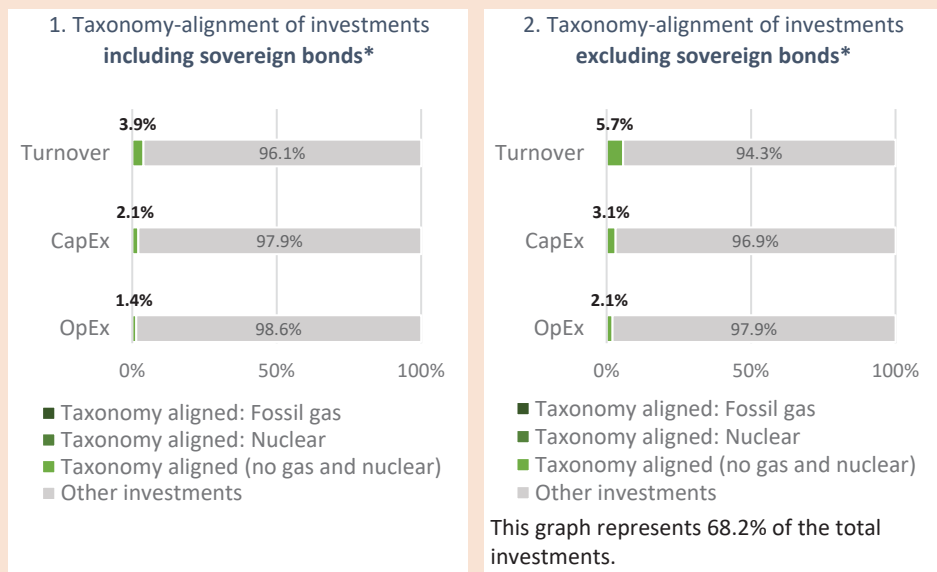 1. Taxonomy-alignment of investments
including sovereign bonds*
3.9%
Turnover
96.1%
2.1%
CapEx
97.9%
1.4%
OpEx
98.6%
0%
50%
100%
Taxonomy aligned: Fossil gas
Taxonomy aligned: Nuclear
Taxonomy aligned (no gas and nuclear)
Other investments
2. Taxonomy-alignment of investments
excluding sovereign bonds*
5.7%
Turnover
94.3%
3.1%
CapEx
96.9%
2.1%
OpEx
97.9%
0%
50%
100%
Taxonomy aligned: Fossil gas
Taxonomy aligned: Nuclear
Taxonomy aligned (no gas and nuclear)
Other investments
This graph represents 68.2% of the total
investments.